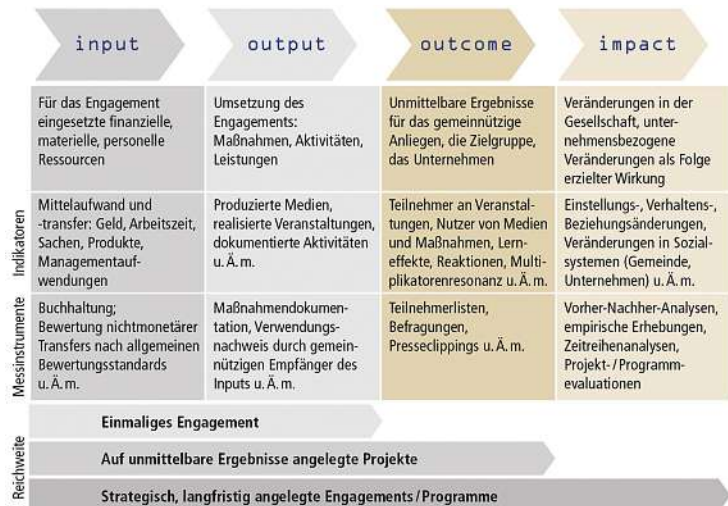 input
output
outcome
impact
Für das Engagement
eingesetzte finanzielle,
materielle, personelle
Ressourcen
Umsetzung des
Engagements:
Maßnahmen, Aktivitäten,
Leistungen
Unmittelbare Ergebnisse
für das gemeinnützige
Anliegen, die Zielgruppe,
das Unternehmen
Veränderungen in der
Gesellschaft, unter-
nehmensbezogene
Veränderungen als Folge
erzielter Wirkung
Indikatoren
Mittelaufwand und
-transfer: Geld, Arbeitszeit,
Sachen, Produkte,
Managementauf-
wendungen
Produzierte Medien,
realisierte Veranstaltungen,
dokumentierte Aktivitäten
u. Ä. m.
Teilnehmer an Veranstal-
tungen, Nutzer von Medien
und Maßnahmen, Lern-
effekte, Reaktionen, Multi-
plikatorenresonanz u. Ä. m.
Einstellungs-, Verhaltens-,
Beziehungsänderungen,
Veränderungen in Sozial-
systemen (Gemeinde,
Unternehmen) u. Ä. m.
Messinstrumente
Buchhaltung;
Bewertung nichtmonetärer
Transfers nach allgemeinen
Bewertungsstandards
u. Ä. m.
Maßnahmendokumen-
tation, Verwendungs-
nachweis durch gemein-
nützigen Empfänger des
Inputs u. Ä. m.
Teilnehmerlisten,
Befragungen,
Presseclippings u. Ä. m.
Vorher-Nachher-Analysen,
empirische Erhebungen,
Zeitreihenanalysen,
Projekt- / Programm-
evaluationen
Reichweite
Einmaliges Engagement
Auf unmittelbare Ergebnisse angelegte Projekte
Strategisch, langfristig angelegte Engagements / Programme